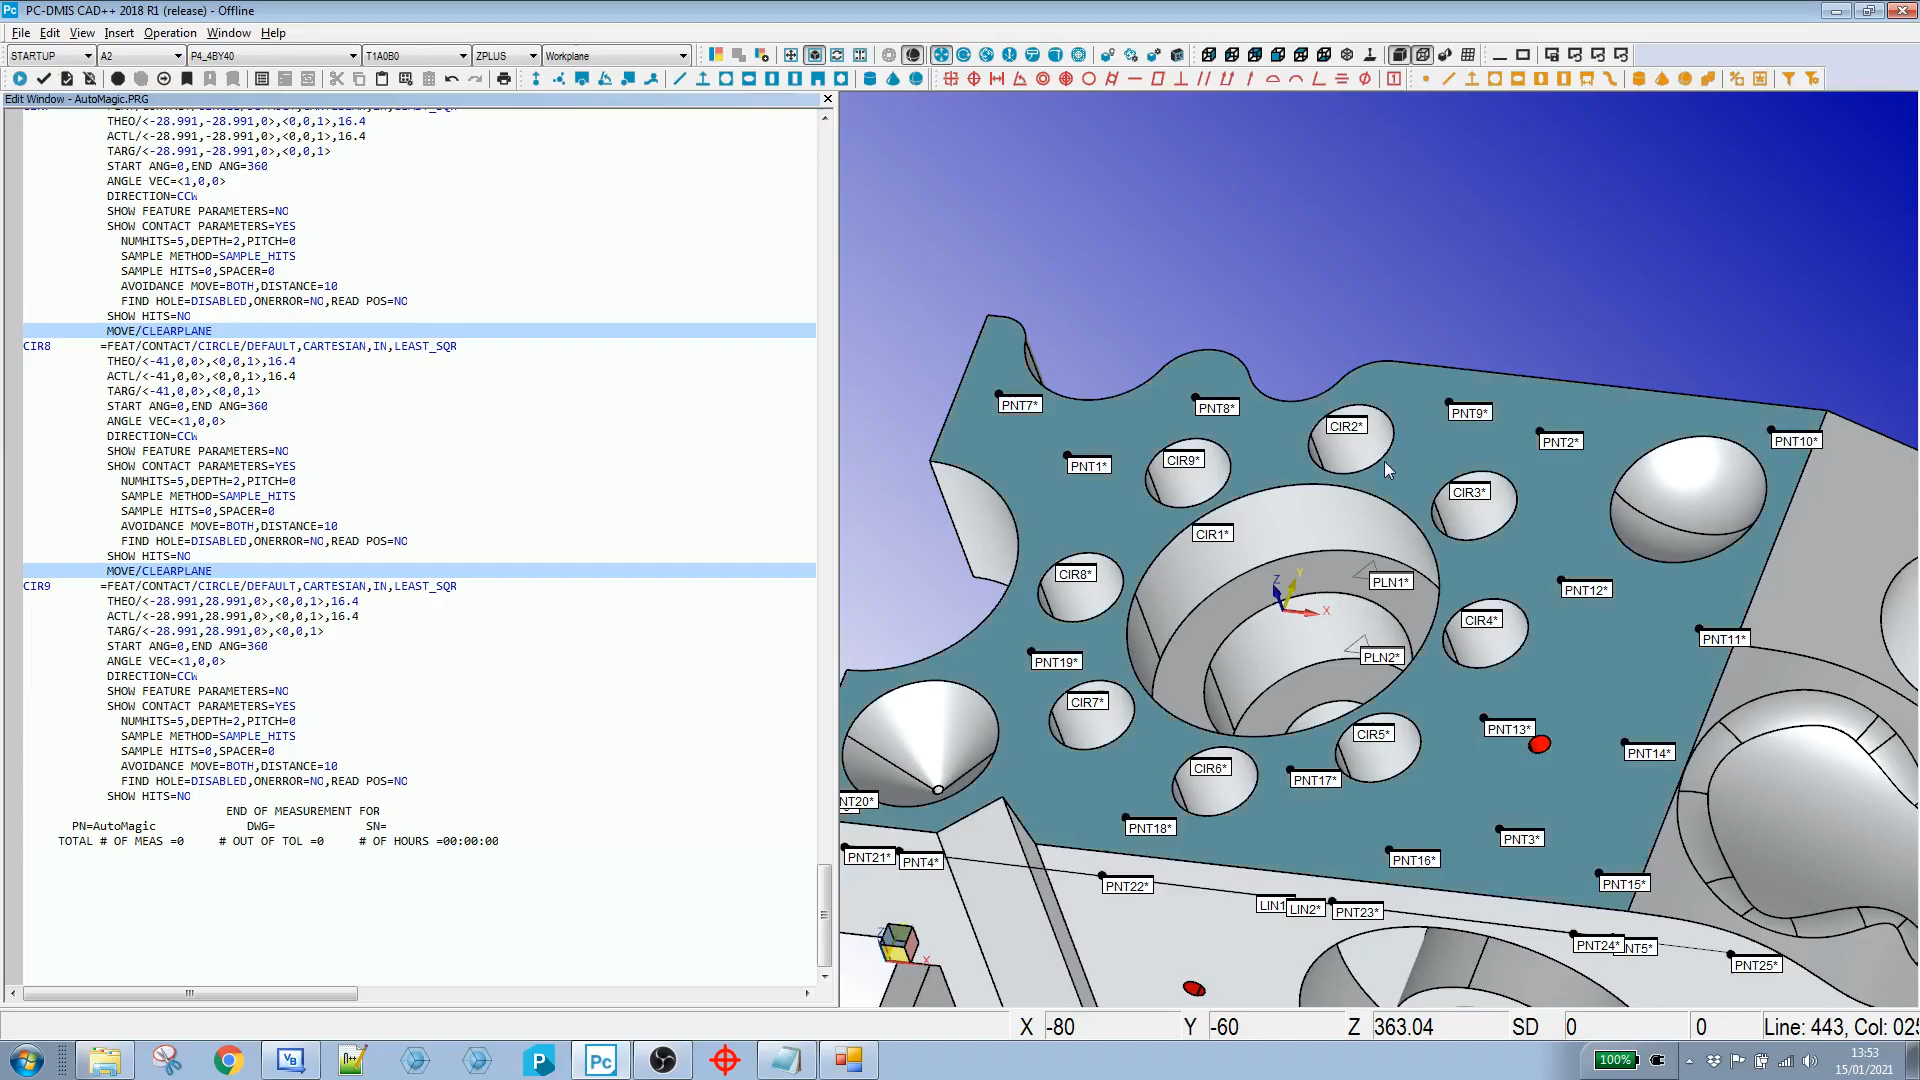 PC-DMIS CAD++ 2018 R1 (release) - Offline
File Edit View Insert Operation Window Help
STARTUP A2 P4_4BY40 T1A0B0 ZPLUS Workplane
Edit Window - AutoMagic.PRG
THEO/<-28.991,-28.991,0>,<0,0,1>,16.4
ACTL/<-28.991,-28.991,0>,<0,0,1>,16.4
TARG/<-28.991,-28.991,0>,<0,0,1>
START ANG=0,END ANG=360
ANGLE VEC=<1,0,0>
DIRECTION=CCW
SHOW FEATURE PARAMETERS=NO
SHOW CONTACT PARAMETERS=YES
NUMHITS=5,DEPTH=2,PITCH=0
SAMPLE METHOD=SAMPLE_HITS
SAMPLE HITS=0,SPACER=0
AVOIDANCE MOVE=BOTH,DISTANCE=10
FIND HOLE=DISABLED,ONERROR=NO,READ POS=NO
SHOW HITS=NO
MOVE/CLEARPLANE
CIR8 =FEAT/CONTACT/CIRCLE/DEFAULT,CARTESIAN,IN,LEAST_SQR
THEO/<-41,0,0>,<0,0,1>,16.4
ACTL/<-41,0,0>,<0,0,1>,16.4
TARG/<-41,0,0>,<0,0,1>
START ANG=0,END ANG=360
ANGLE VEC=<1,0,0>
DIRECTION=CCW
SHOW FEATURE PARAMETERS=NO
SHOW CONTACT PARAMETERS=YES
NUMHITS=5,DEPTH=2,PITCH=0
SAMPLE METHOD=SAMPLE_HITS
SAMPLE HITS=0,SPACER=0
AVOIDANCE MOVE=BOTH,DISTANCE=10
FIND HOLE=DISABLED,ONERROR=NO,READ POS=NO
SHOW HITS=NO
MOVE/CLEARPLANE
CIR9 =FEAT/CONTACT/CIRCLE/DEFAULT,CARTESIAN,IN,LEAST_SQR
THEO/<-28.991,28.991,0>,<0,0,1>,16.4
ACTL/<-28.991,28.991,0>,<0,0,1>,16.4
TARG/<-28.991,28.991,0>,<0,0,1>
START ANG=0,END ANG=360
ANGLE VEC=<1,0,0>
DIRECTION=CCW
SHOW FEATURE PARAMETERS=NO
SHOW CONTACT PARAMETERS=YES
NUMHITS=5,DEPTH=2,PITCH=0
SAMPLE METHOD=SAMPLE_HITS
SAMPLE HITS=0,SPACER=0
AVOIDANCE MOVE=BOTH,DISTANCE=10
FIND HOLE=DISABLED,ONERROR=NO,READ POS=NO
SHOW HITS=NO
END OF MEASUREMENT FOR
PN=AutoMagic DWG= SN=
TOTAL # OF MEAS =0 # OUT OF TOL =0 # OF HOURS =00:00:00
PNT7* PNT8* CIR2* PNT9* PNT2* PNT10*
PNT1* CIR9* CIR3*
CIR1*
CIR8* PLN1* PNT12*
Z Y X
CIR4* PNT11*
PNT19* PLN2*
CIR7* CIR5* PNT13* PNT14*
CIR6* PNT17*
NT20* PNT18* PNT3*
PNT21* PNT4* PNT16*
PNT22* PNT15*
LIN1 LIN2* PNT23*
PNT24* NT5* PNT25*
Z X
X -80 Y -60 Z 363.04 SD 0 0 Line: 443, Col: 025
100% 13:53
15/01/2021